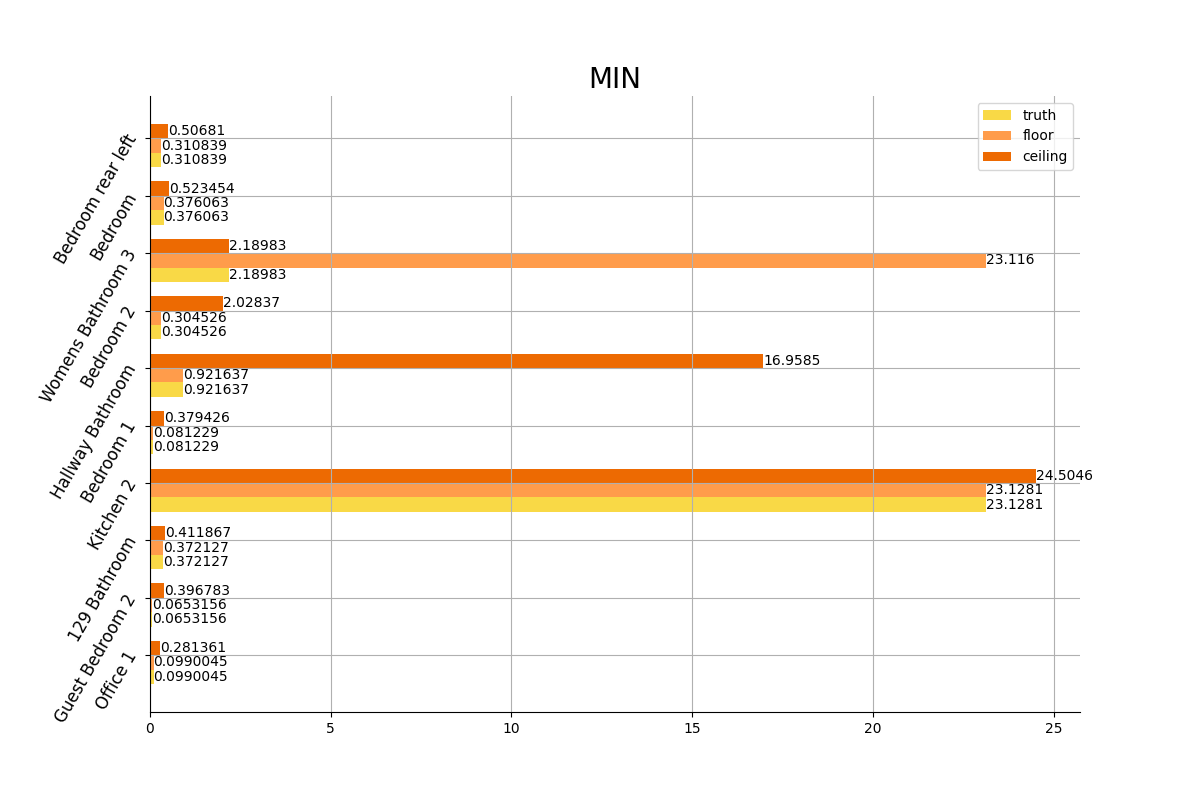 MIN
truth
floor
ceiling
Bedroom rear left
0.50681
0.310839
0.310839
Bedroom
0.523454
0.376063
0.376063
Womens Bathroom 3
2.18983
23.116
2.18983
Bedroom 2
2.02837
0.304526
0.304526
Hallway Bathroom
16.9585
0.921637
0.921637
Bedroom 1
0.379426
0.081229
0.081229
Kitchen 2
24.5046
23.1281
23.1281
129 Bathroom
0.411867
0.372127
0.372127
Guest Bedroom 2
0.396783
0.0653156
0.0653156
Office 1
0.281361
0.0990045
0.0990045
0 5 10 15 20 25